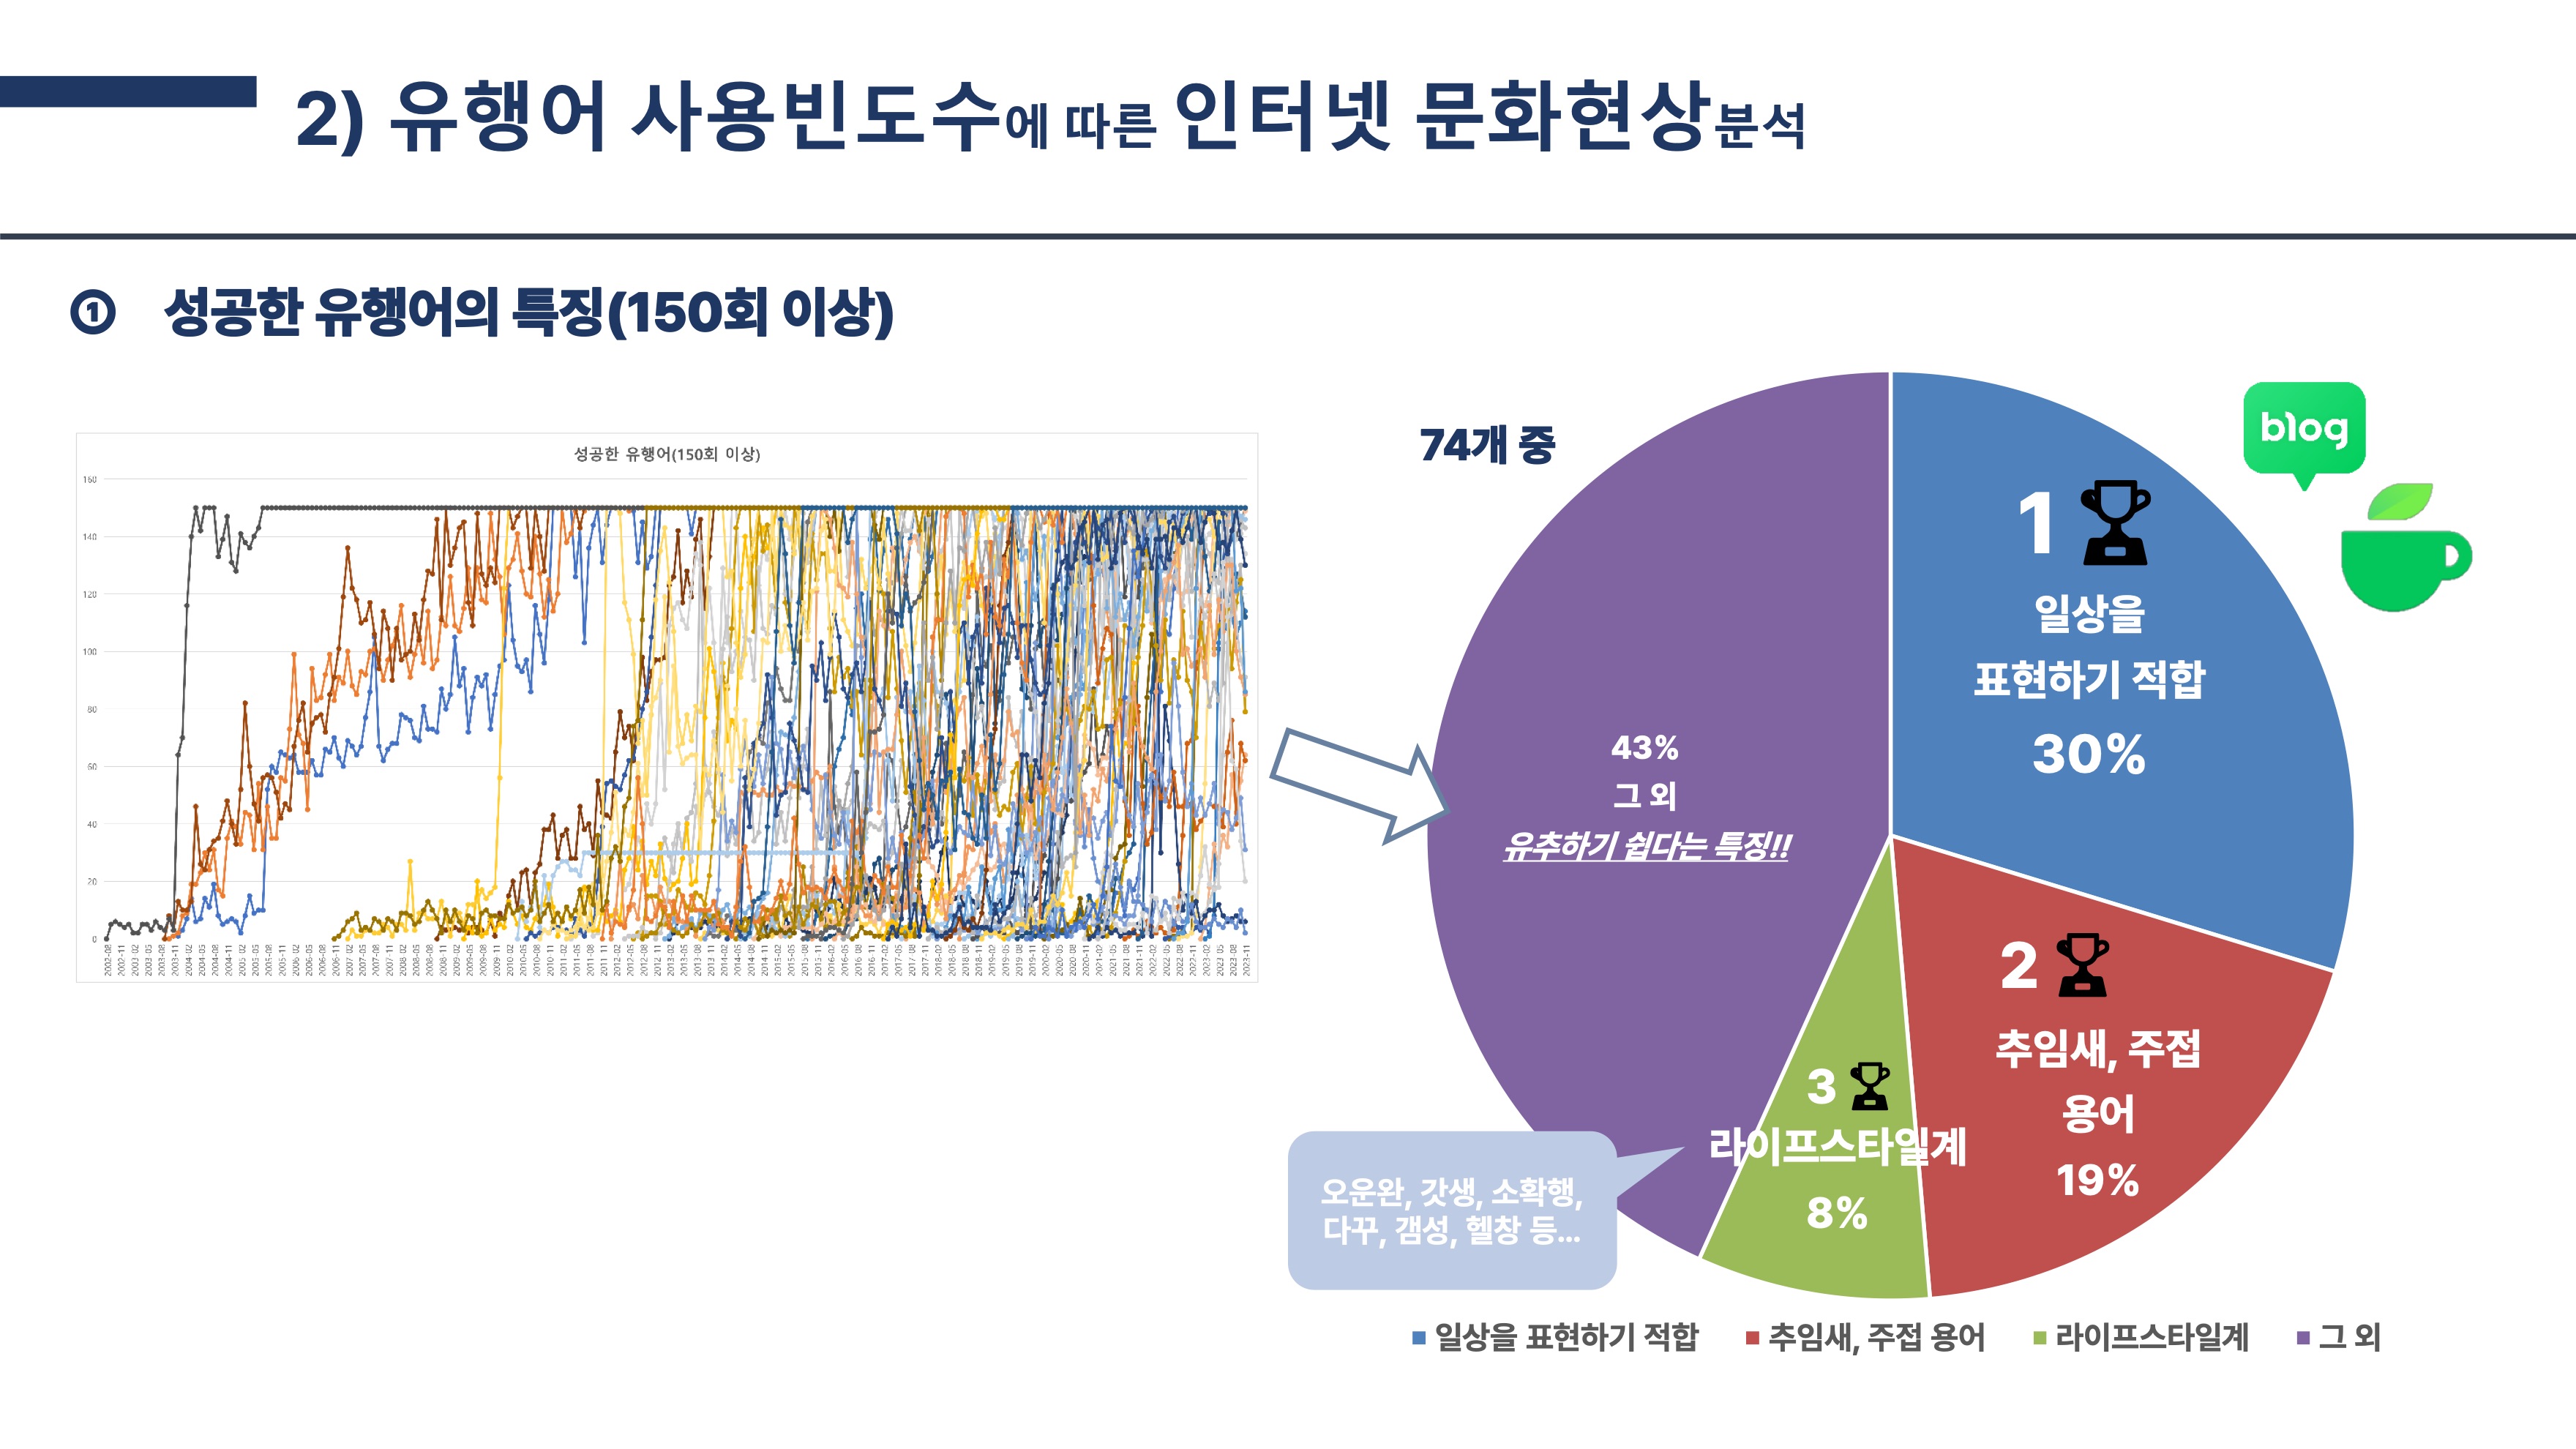 2) 유행어 사용빈도수에 따른 인터넷 문화현상분석
① 성공한 유행어의 특징(150회 이상)
성공한 유행어(150회 이상)
160
140
120
100
80
60
40
20
0
74개 중
blog
1
일상을
표현하기 적합
30%
43%
그 외
유추하기 쉽다는 특징!!
2
추임새, 주접
용어
19%
3
라이프스타일계
8%
오운완, 갓생, 소확행,
다꾸, 갬성, 헬창 등...
일상을 표현하기 적합 추임새, 주접 용어 라이프스타일계 그 외